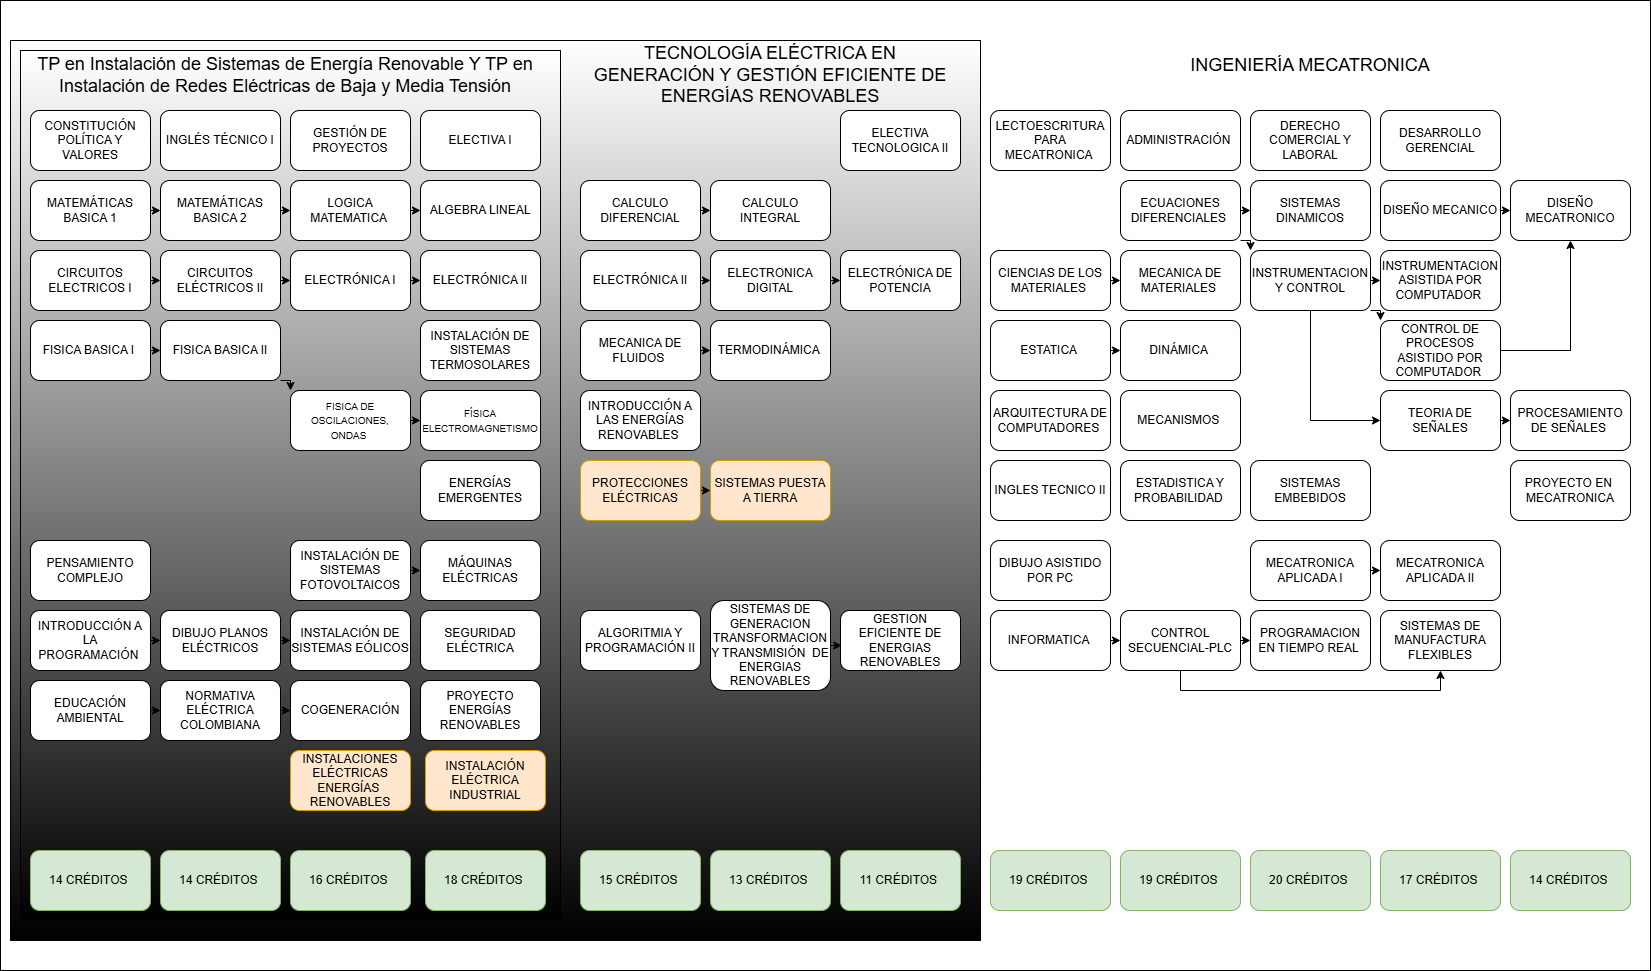 TP en Instalación de Sistemas de Energía Renovable Y TP en
Instalación de Redes Eléctricas de Baja y Media Tensión
TECNOLOGÍA ELÉCTRICA EN
GENERACIÓN Y GESTIÓN EFICIENTE DE
ENERGÍAS RENOVABLES
INGENIERÍA MECATRONICA
CONSTITUCIÓN
POLÍTICA Y
VALORES
INGLÉS TÉCNICO I
GESTIÓN DE
PROYECTOS
ELECTIVA I
ELECTIVA
TECNOLOGICA II
LECTOESCRITURA
PARA
MECATRONICA
ADMINISTRACIÓN
DERECHO
COMERCIAL Y
LABORAL
DESARROLLO
GERENCIAL
MATEMÁTICAS
BASICA 1
MATEMÁTICAS
BASICA 2
LOGICA
MATEMATICA
ALGEBRA LINEAL
CALCULO
DIFERENCIAL
CALCULO
INTEGRAL
ECUACIONES
DIFERENCIALES
SISTEMAS
DINAMICOS
DISEÑO MECANICO
DISEÑO
MECATRONICO
CIRCUITOS
ELECTRICOS I
CIRCUITOS
ELÉCTRICOS II
ELECTRÓNICA I
ELECTRÓNICA II
ELECTRÓNICA II
ELECTRONICA
DIGITAL
ELECTRÓNICA DE
POTENCIA
CIENCIAS DE LOS
MATERIALES
MECANICA DE
MATERIALES
INSTRUMENTACION
Y CONTROL
INSTRUMENTACION
ASISTIDA POR
COMPUTADOR
FISICA BASICA I
FISICA BASICA II
INSTALACIÓN DE
SISTEMAS
TERMOSOLARES
MECANICA DE
FLUIDOS
TERMODINÁMICA
ESTATICA
DINÁMICA
CONTROL DE
PROCESOS
ASISTIDO POR
COMPUTADOR
FISICA DE
OSCILACIONES,
ONDAS
FÍSICA
ELECTROMAGNETISMO
INTRODUCCIÓN A
LAS ENERGÍAS
RENOVABLES
ARQUITECTURA DE
COMPUTADORES
MECANISMOS
TEORIA DE
SEÑALES
PROCESAMIENTO
DE SEÑALES
ENERGÍAS
EMERGENTES
PROTECCIONES
ELÉCTRICAS
SISTEMAS PUESTA
A TIERRA
INGLES TECNICO II
ESTADISTICA Y
PROBABILIDAD
SISTEMAS
EMBEBIDOS
PROYECTO EN
MECATRONICA
PENSAMIENTO
COMPLEJO
INSTALACIÓN DE
SISTEMAS
FOTOVOLTAICOS
MÁQUINAS
ELÉCTRICAS
DIBUJO ASISTIDO
POR PC
MECATRONICA
APLICADA I
MECATRONICA
APLICADA II
INTRODUCCIÓN A
LA
PROGRAMACIÓN
DIBUJO PLANOS
ELÉCTRICOS
INSTALACIÓN DE
SISTEMAS EÓLICOS
SEGURIDAD
ELÉCTRICA
ALGORITMIA Y
PROGRAMACIÓN II
SISTEMAS DE
GENERACION
TRANSFORMACION
Y TRANSMISIÓN DE
ENERGIAS
RENOVABLES
GESTION
EFICIENTE DE
ENERGIAS
RENOVABLES
INFORMATICA
CONTROL
SECUENCIAL-PLC
PROGRAMACION
EN TIEMPO REAL
SISTEMAS DE
MANUFACTURA
FLEXIBLES
EDUCACIÓN
AMBIENTAL
NORMATIVA
ELÉCTRICA
COLOMBIANA
COGENERACIÓN
PROYECTO
ENERGÍAS
RENOVABLES
INSTALACIONES
ELÉCTRICAS
ENERGÍAS
RENOVABLES
INSTALACIÓN
ELÉCTRICA
INDUSTRIAL
14 CRÉDITOS
14 CRÉDITOS
16 CRÉDITOS
18 CRÉDITOS
15 CRÉDITOS
13 CRÉDITOS
11 CRÉDITOS
19 CRÉDITOS
19 CRÉDITOS
20 CRÉDITOS
17 CRÉDITOS
14 CRÉDITOS